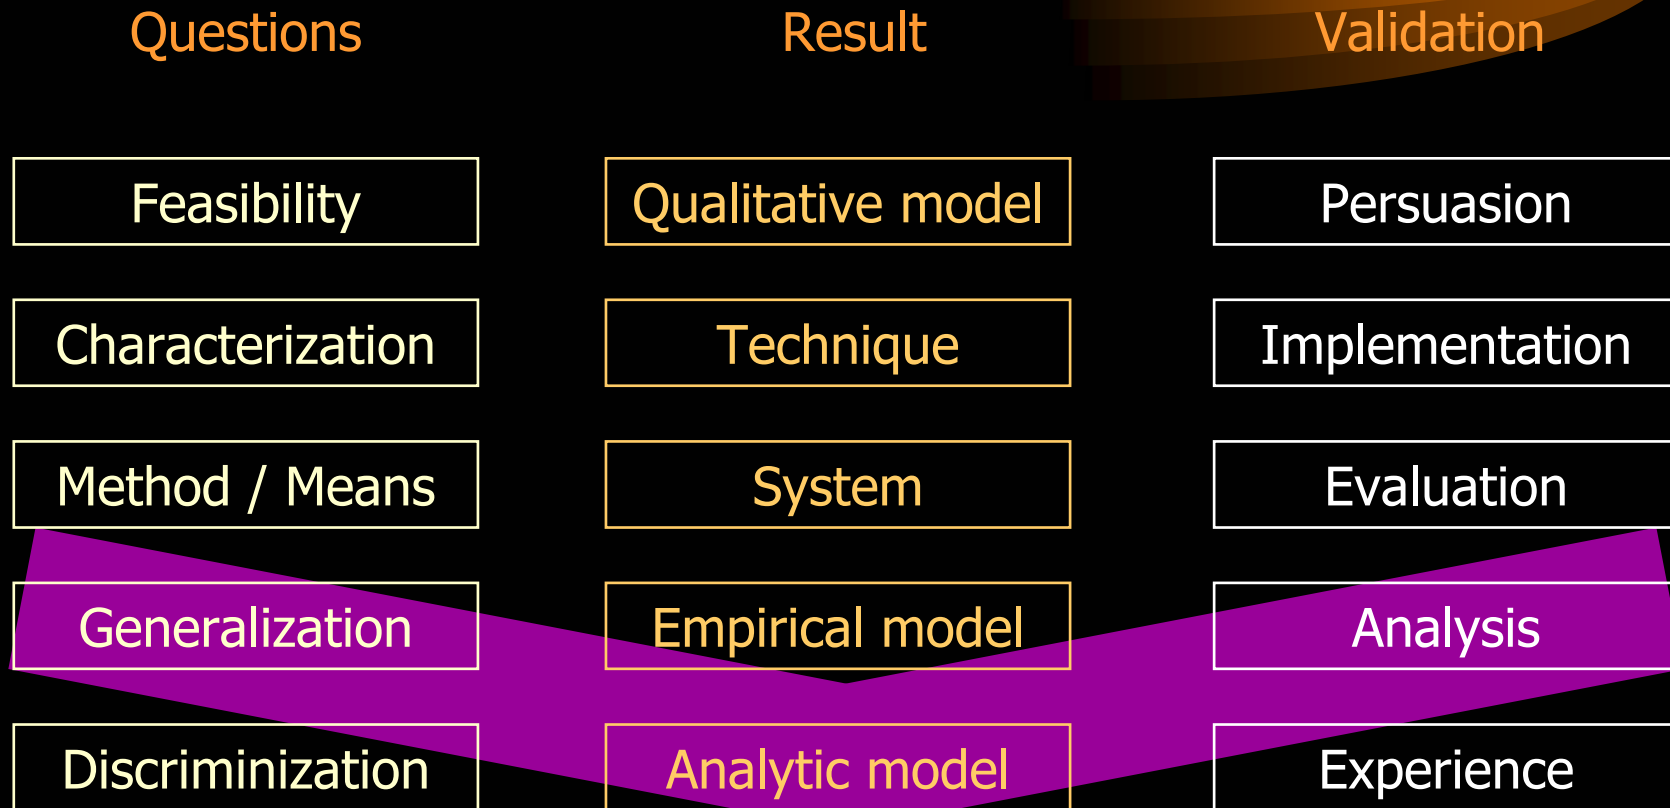 Questions Result Validation
Feasibility Qualitative model Persuasion
Characterization Technique Implementation
Method / Means System Evaluation
Generalization Empirical model Analysis
Discriminization Analytic model Experience